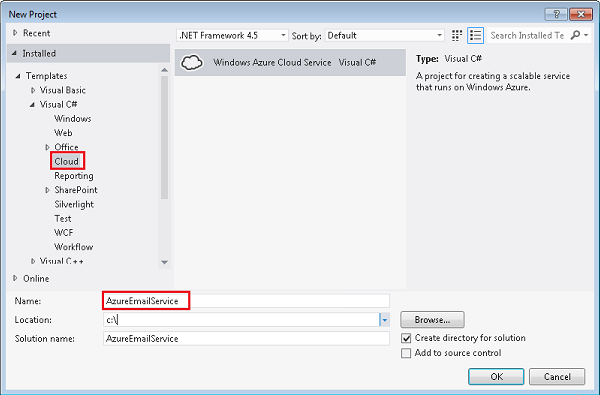 New Project
Recent
.NET Framework 4.5 Sort by: Default Search Installed Te
Installed
Windows Azure Cloud Service Visual C#
Type: Visual C#
A project for creating a scalable service
that runs on Windows Azure.
Templates
Visual Basic
Visual C#
Windows
Web
Office
Cloud
Reporting
SharePoint
Silverlight
Test
WCF
Workflow
Visual C++
Online
Name: AzureEmailService
Location: c:\ Browse...
Solution name: AzureEmailService
Create directory for solution
Add to source control
OK Cancel